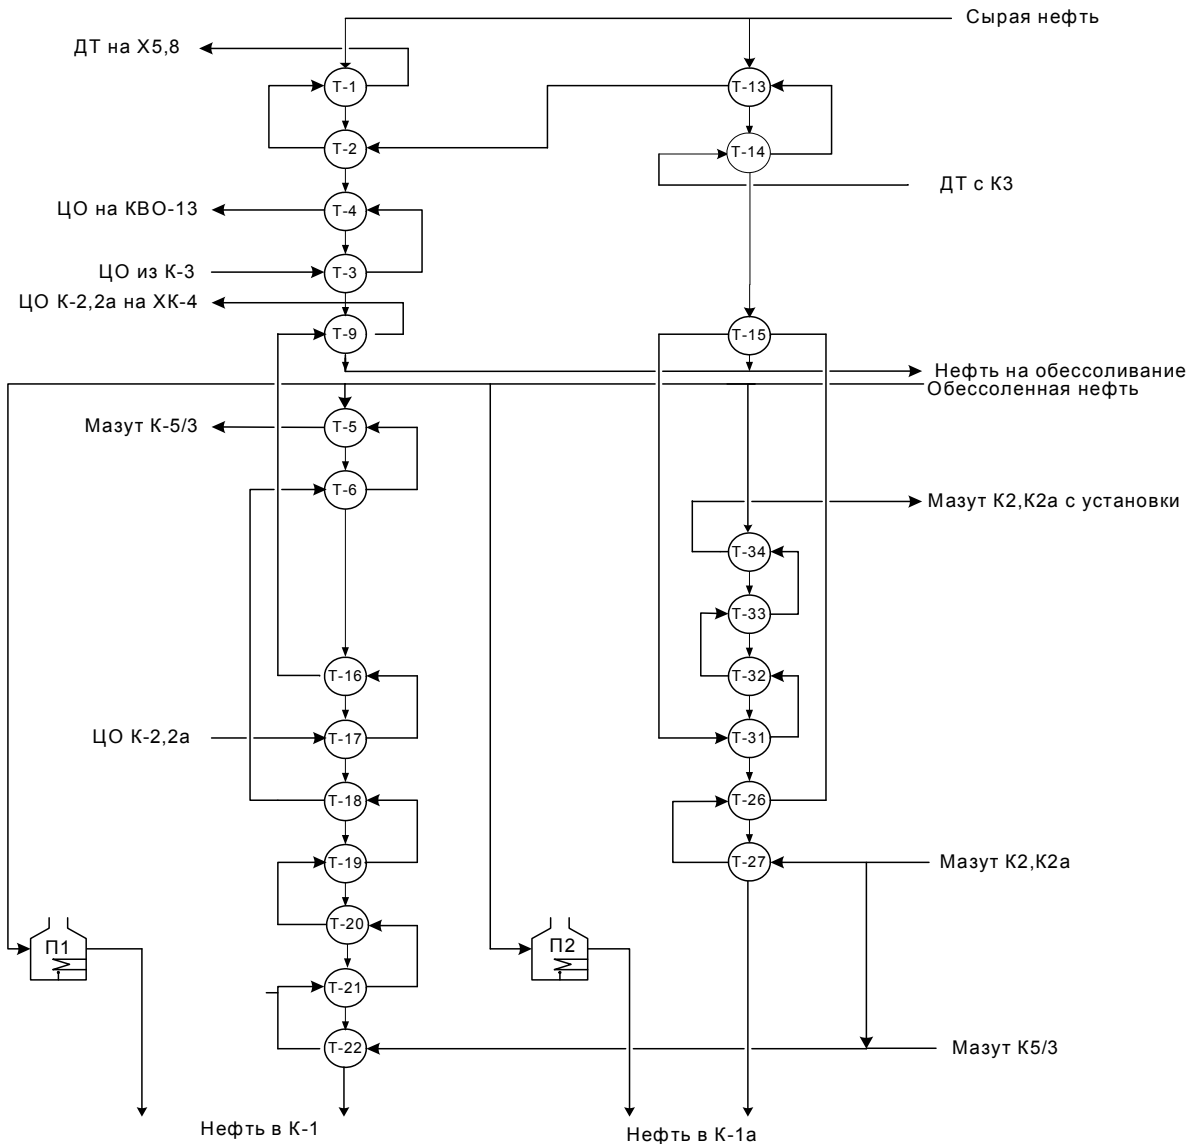 Сырая нефть
ДТ на Х5,8
Т-1
Т-13
Т-2
Т-14
ДТ с К3
ЦО на КВО-13
Т-4
ЦО из К-3
Т-3
ЦО К-2,2а на ХК-4
Т-9
Т-15
Нефть на обессоливание
Обессоленная нефть
Мазут К-5/3
Т-5
Т-6
Мазут К2,К2а с установки
Т-34
Т-33
Т-16
Т-32
ЦО К-2,2а
Т-17
Т-31
Т-18
Т-26
Т-19
Т-27
Мазут К2,К2а
Т-20
П1
П2
Т-21
Т-22
Мазут К5/3
Нефть в К-1
Нефть в К-1а